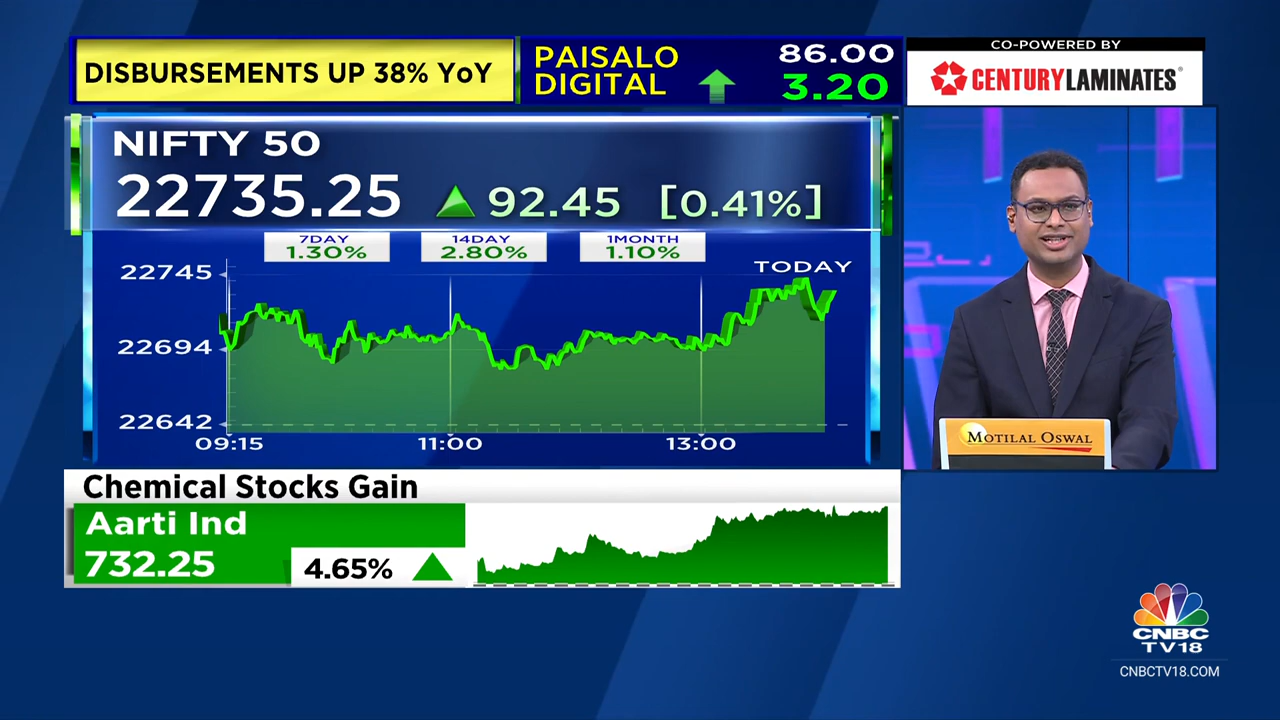 DISBURSEMENTS UP 38% YoY
PAISALO
DIGITAL
86.00
3.20
CO-POWERED BY
CENTURYLAMINATES®
NIFTY 50
22735.25 92.45 [0.41%]
7DAY
1.30%
14DAY
2.80%
1MONTH
1.10%
TODAY
22745
22694
22642
09:15 11:00 13:00
MOTILAL OSWAL
Chemical Stocks Gain
Aarti Ind
732.25
4.65%
CNBC
TV18
CNBCTV18.COM